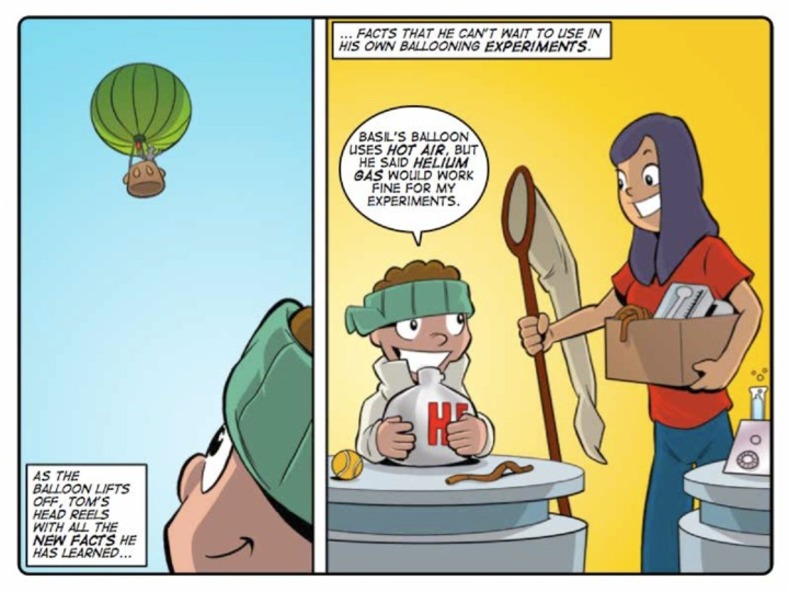 AS THE
BALLOON LIFTS
OFF, TOM'S
HEAD REELS
WITH ALL THE
NEW FACTS HE
HAS LEARNED...
... FACTS THAT HE CAN'T WAIT TO USE IN
HIS OWN BALLOONING EXPERIMENTS.
BASIL'S BALLOON
USES HOT AIR, BUT
HE SAID HELIUM
GAS WOULD WORK
FINE FOR MY
EXPERIMENTS.
HE